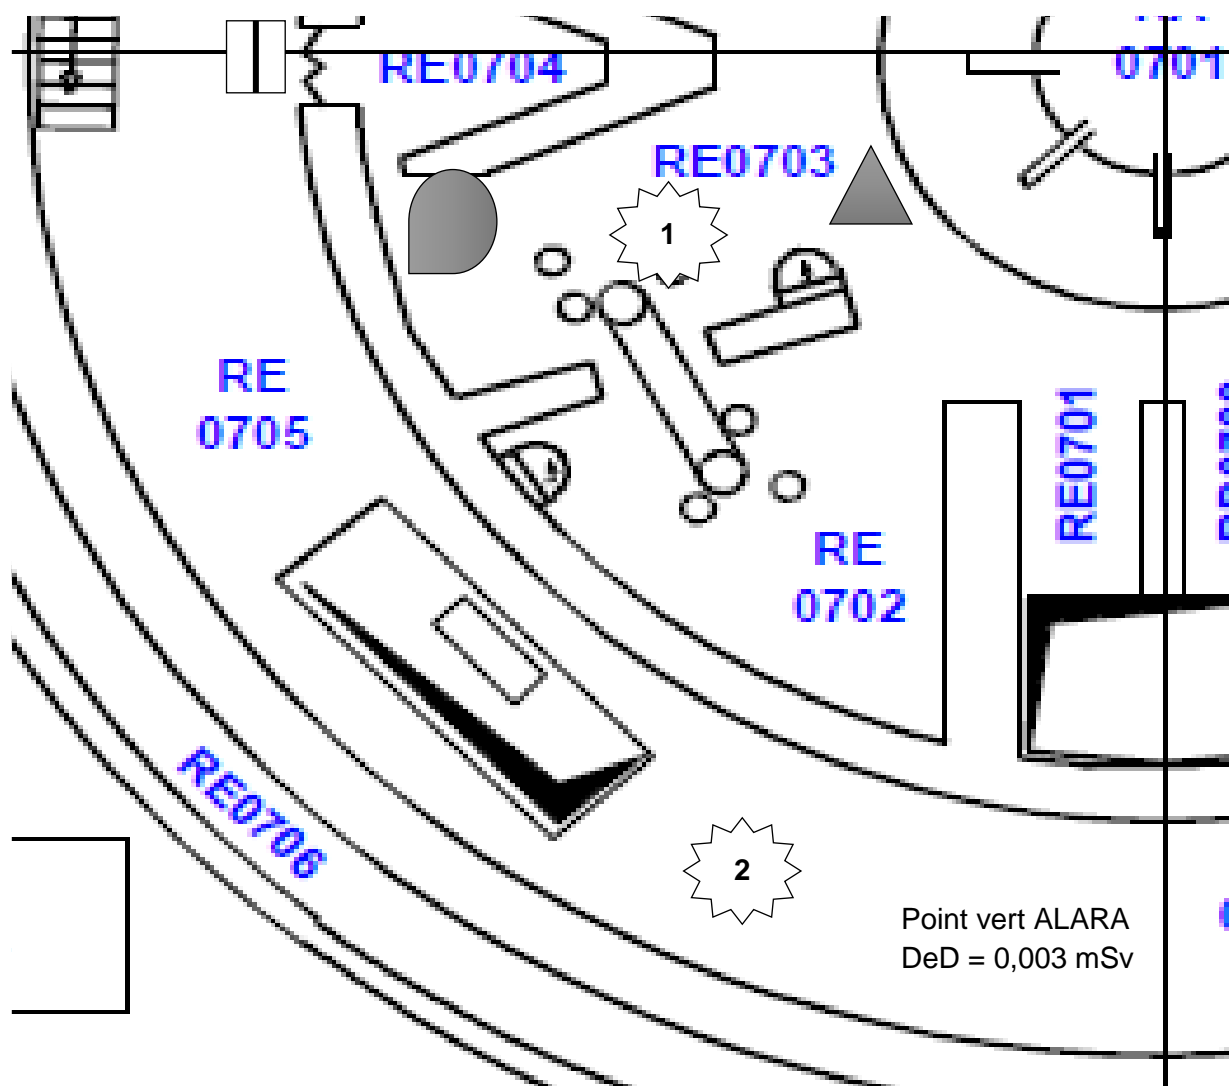 0701
RE0704
RE0703
1
RE
0705
RE0701
RE
0702
RE0706
2
Point vert ALARA
DeD = 0,003 mSv